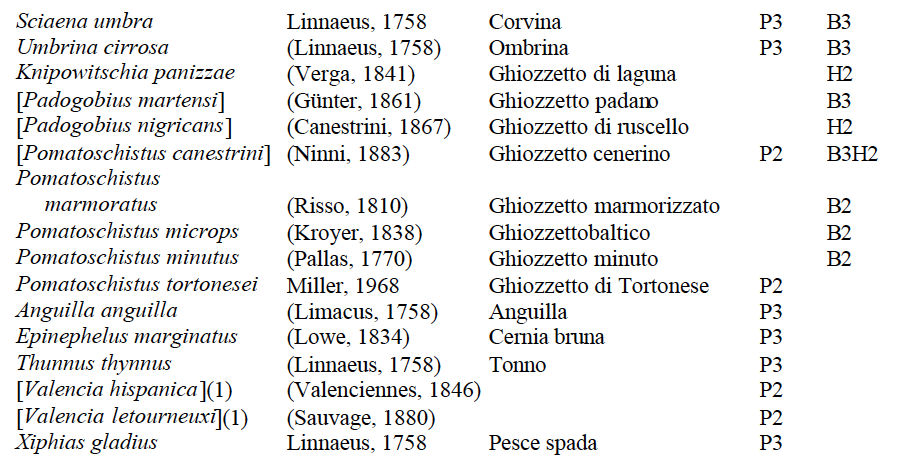 Sciaena umbra Linnaeus, 1758 Corvina P3 B3
Umbrina cirrosa (Linnaeus, 1758) Ombrina P3 B3
Knipowitschia panizzae (Verga, 1841) Ghiozzetto di laguna H2
[Padogobius martensi] (Günter, 1861) Ghiozzetto padano B3
[Padogobius nigricans] (Canestrini, 1867) Ghiozzetto di ruscello H2
[Pomatoschistus canestrini] (Ninni, 1883) Ghiozzetto cenerino P2 B3H2
Pomatoschistus
marmoratus (Risso, 1810) Ghiozzetto marmorizzato B2
Pomatoschistus microps (Kroyer, 1838) Ghiozzettobaltico B2
Pomatoschistus minutus (Pallas, 1770) Ghiozzetto minuto B2
Pomatoschistus tortonesei Miller, 1968 Ghiozzetto di Tortonese P2
Anguilla anguilla (Limacus, 1758) Anguilla P3
Epinephelus marginatus (Lowe, 1834) Cernia bruna P3
Thunnus thynnus (Linnaeus, 1758) Tonno P3
[Valencia hispanica](1) (Valenciennes, 1846) P2
[Valencia letourneuxi](1) (Sauvage, 1880) P2
Xiphias gladius Linnaeus, 1758 Pesce spada P3